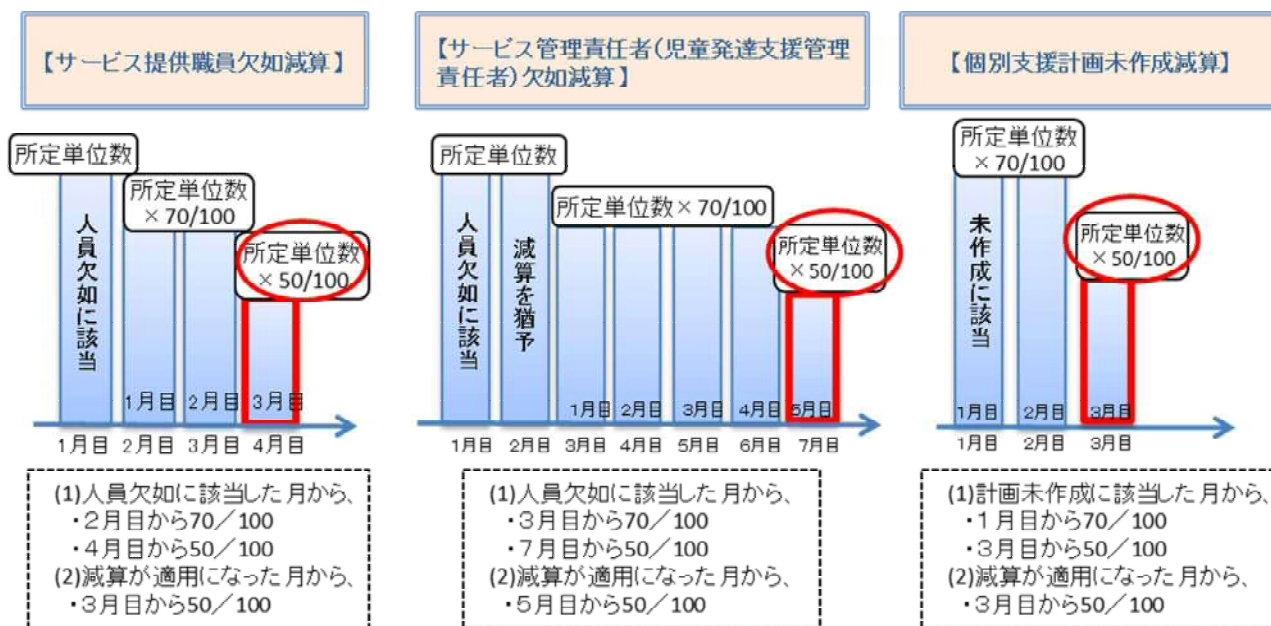 【サービス提供職員欠如減算】
所定単位数
人員欠如に該当
所定単位数
×70/100
所定単位数
×50/100
1月目 2月目 3月目
1月目 2月目 3月目 4月目
(1)人員欠如に該当した月から、
・2月目から70/100
・4月目から50/100
(2)減算が適用になった月から、
・3月目から50/100
【サービス管理責任者(児童発達支援管理
責任者)欠如減算】
所定単位数
人員欠如に該当
減算を猶予
所定単位数×70/100
所定単位数
×50/100
1月目 2月目 3月目 4月目 5月目
1月目 2月目 3月目 4月目 5月目 6月目 7月目
(1)人員欠如に該当した月から、
・3月目から70/100
・7月目から50/100
(2)減算が適用になった月から、
・5月目から50/100
【個別支援計画未作成減算】
所定単位数
×70/100
未作成に該当
所定単位数
×50/100
1月目 2月目 3月目
1月目 2月目 3月目
(1)計画未作成に該当した月から、
・1月目から70/100
・3月目から50/100
(2)減算が適用になった月から、
・3月目から50/100